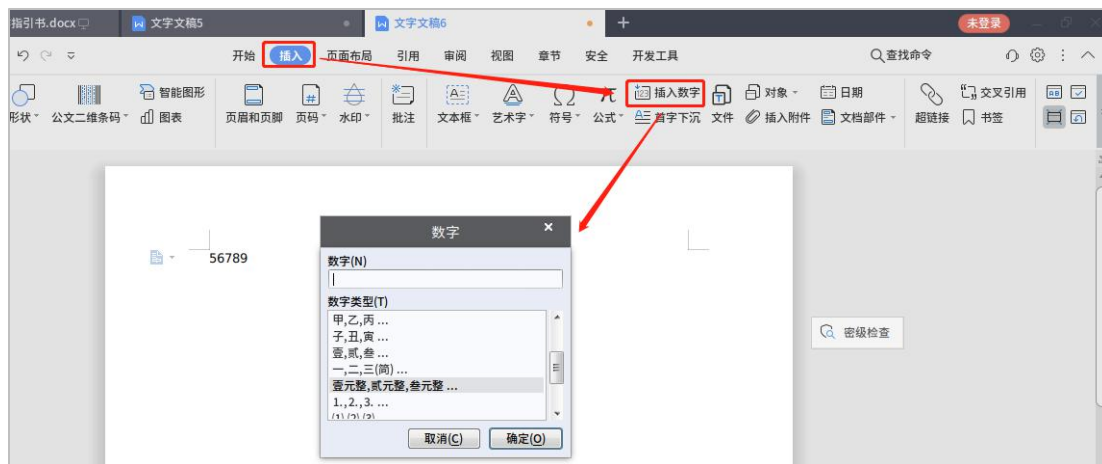 指引书.docx 文字文稿5 文字文稿6 + 未登录
开始 插入 页面布局 引用 审阅 视图 章节 安全 开发工具 查找命令
形状 公文二维条码 智能图形 图表 页眉和页脚 页码 水印 批注 文本框 艺术字 符号 公式 插入数字 首字下沉 文件 对象 插入附件 日期 文档部件 超链接 交叉引用 书签
56789
数字 ×
数字(N)
数字类型(T)
甲,乙,丙 ...
子,丑,寅 ...
壹,贰,叁 ...
一,二,三(简) ...
壹元整,贰元整,叁元整 ...
1.,2.,3. ...
(1) (2) (3)
取消(C) 确定(O)
密级检查